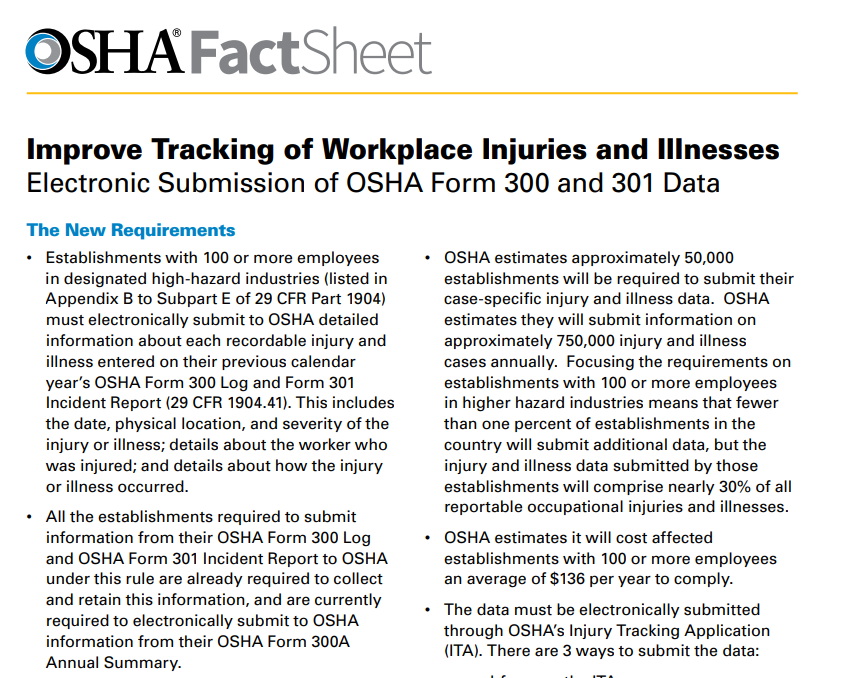 OSHA® FactSheet
Improve Tracking of Workplace Injuries and Illnesses
Electronic Submission of OSHA Form 300 and 301 Data
The New Requirements
• Establishments with 100 or more employees
in designated high-hazard industries (listed in
Appendix B to Subpart E of 29 CFR Part 1904)
must electronically submit to OSHA detailed
information about each recordable injury and
illness entered on their previous calendar
year's OSHA Form 300 Log and Form 301
Incident Report (29 CFR 1904.41). This includes
the date, physical location, and severity of the
injury or illness; details about the worker who
was injured; and details about how the injury
or illness occurred.
• All the establishments required to submit
information from their OSHA Form 300 Log
and OSHA Form 301 Incident Report to OSHA
under this rule are already required to collect
and retain this information, and are currently
required to electronically submit to OSHA
information from their OSHA Form 300A
Annual Summary.
• OSHA estimates approximately 50,000
establishments will be required to submit their
case-specific injury and illness data.  OSHA
estimates they will submit information on
approximately 750,000 injury and illness
cases annually.  Focusing the requirements on
establishments with 100 or more employees
in higher hazard industries means that fewer
than one percent of establishments in the
country will submit additional data, but the
injury and illness data submitted by those
establishments will comprise nearly 30% of all
reportable occupational injuries and illnesses.
• OSHA estimates it will cost affected
establishments with 100 or more employees
an average of $136 per year to comply.
• The data must be electronically submitted
through OSHA's Injury Tracking Application
(ITA). There are 3 ways to submit the data: